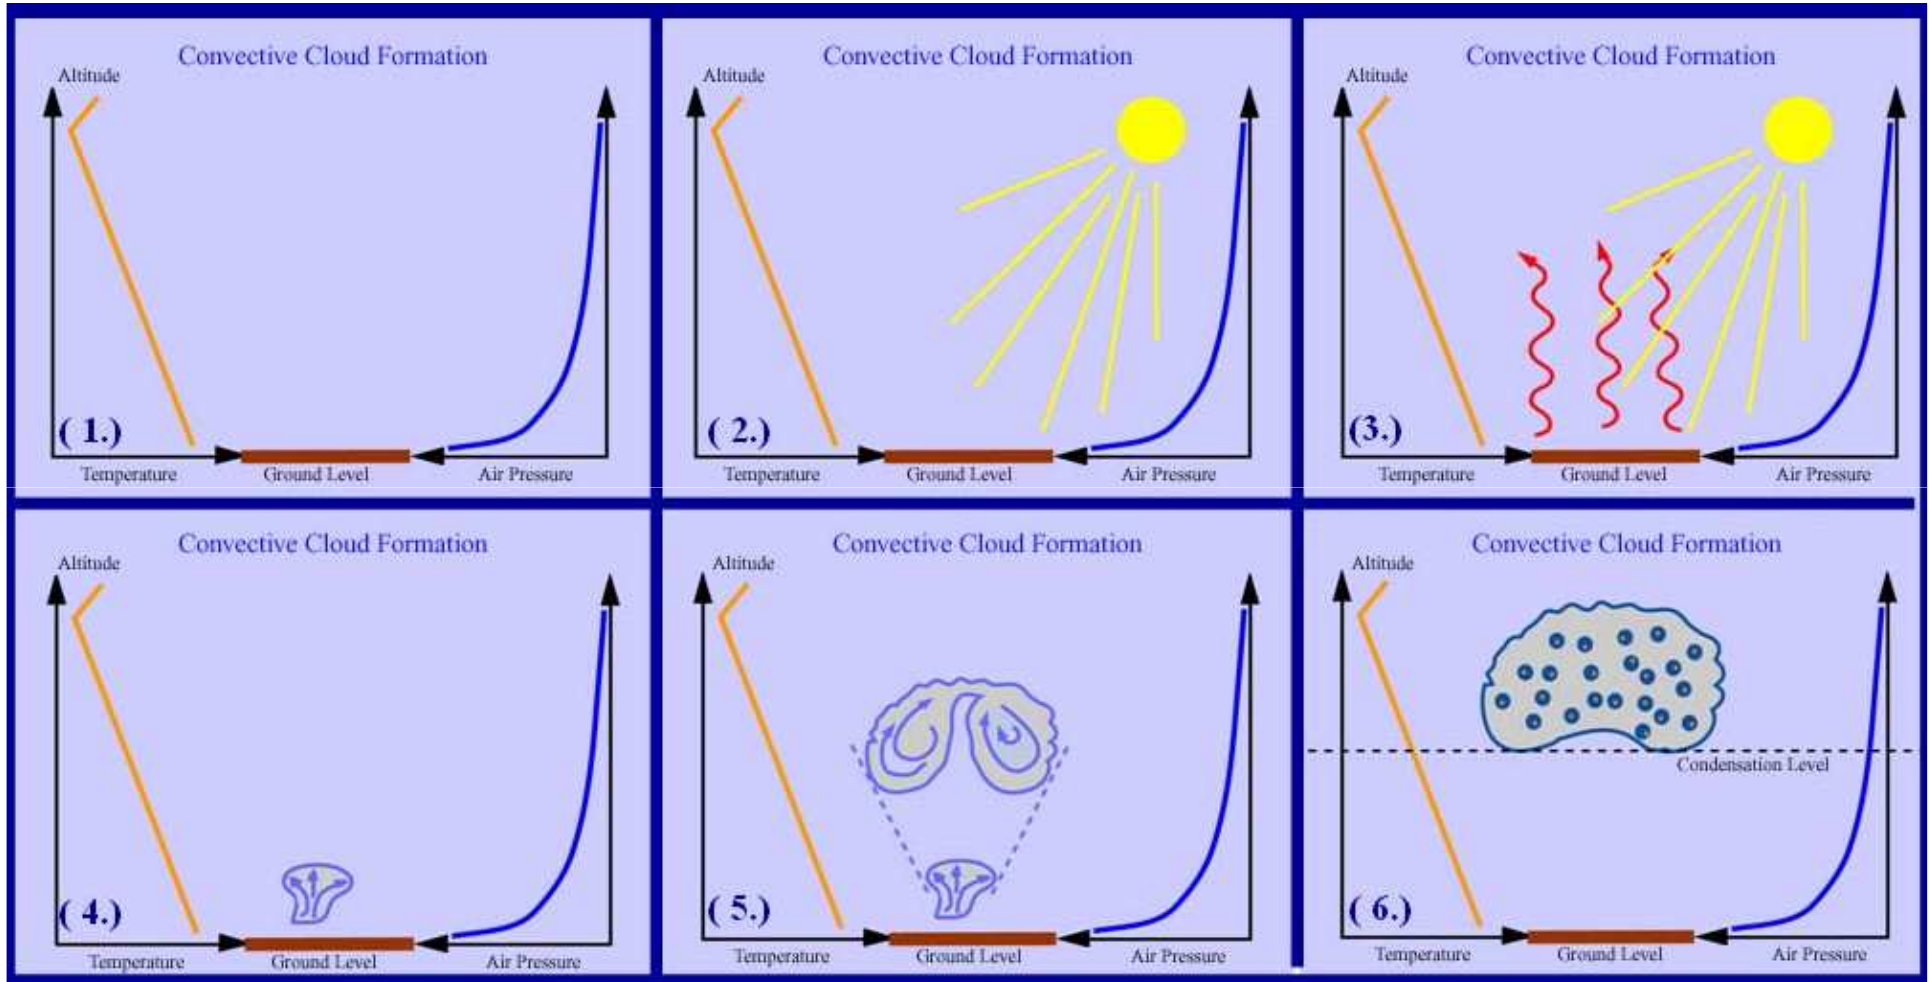 Convective Cloud Formation
Altitude
( 1.)
Temperature
Ground Level
Air Pressure
Convective Cloud Formation
Altitude
( 2.)
Temperature
Ground Level
Air Pressure
Convective Cloud Formation
Altitude
(3.)
Temperature
Ground Level
Air Pressure
Convective Cloud Formation
Altitude
( 4.)
Temperature
Ground Level
Air Pressure
Convective Cloud Formation
Altitude
( 5.)
Temperature
Ground Level
Air Pressure
Convective Cloud Formation
Altitude
Condensation Level
( 6.)
Temperature
Ground Level
Air Pressure